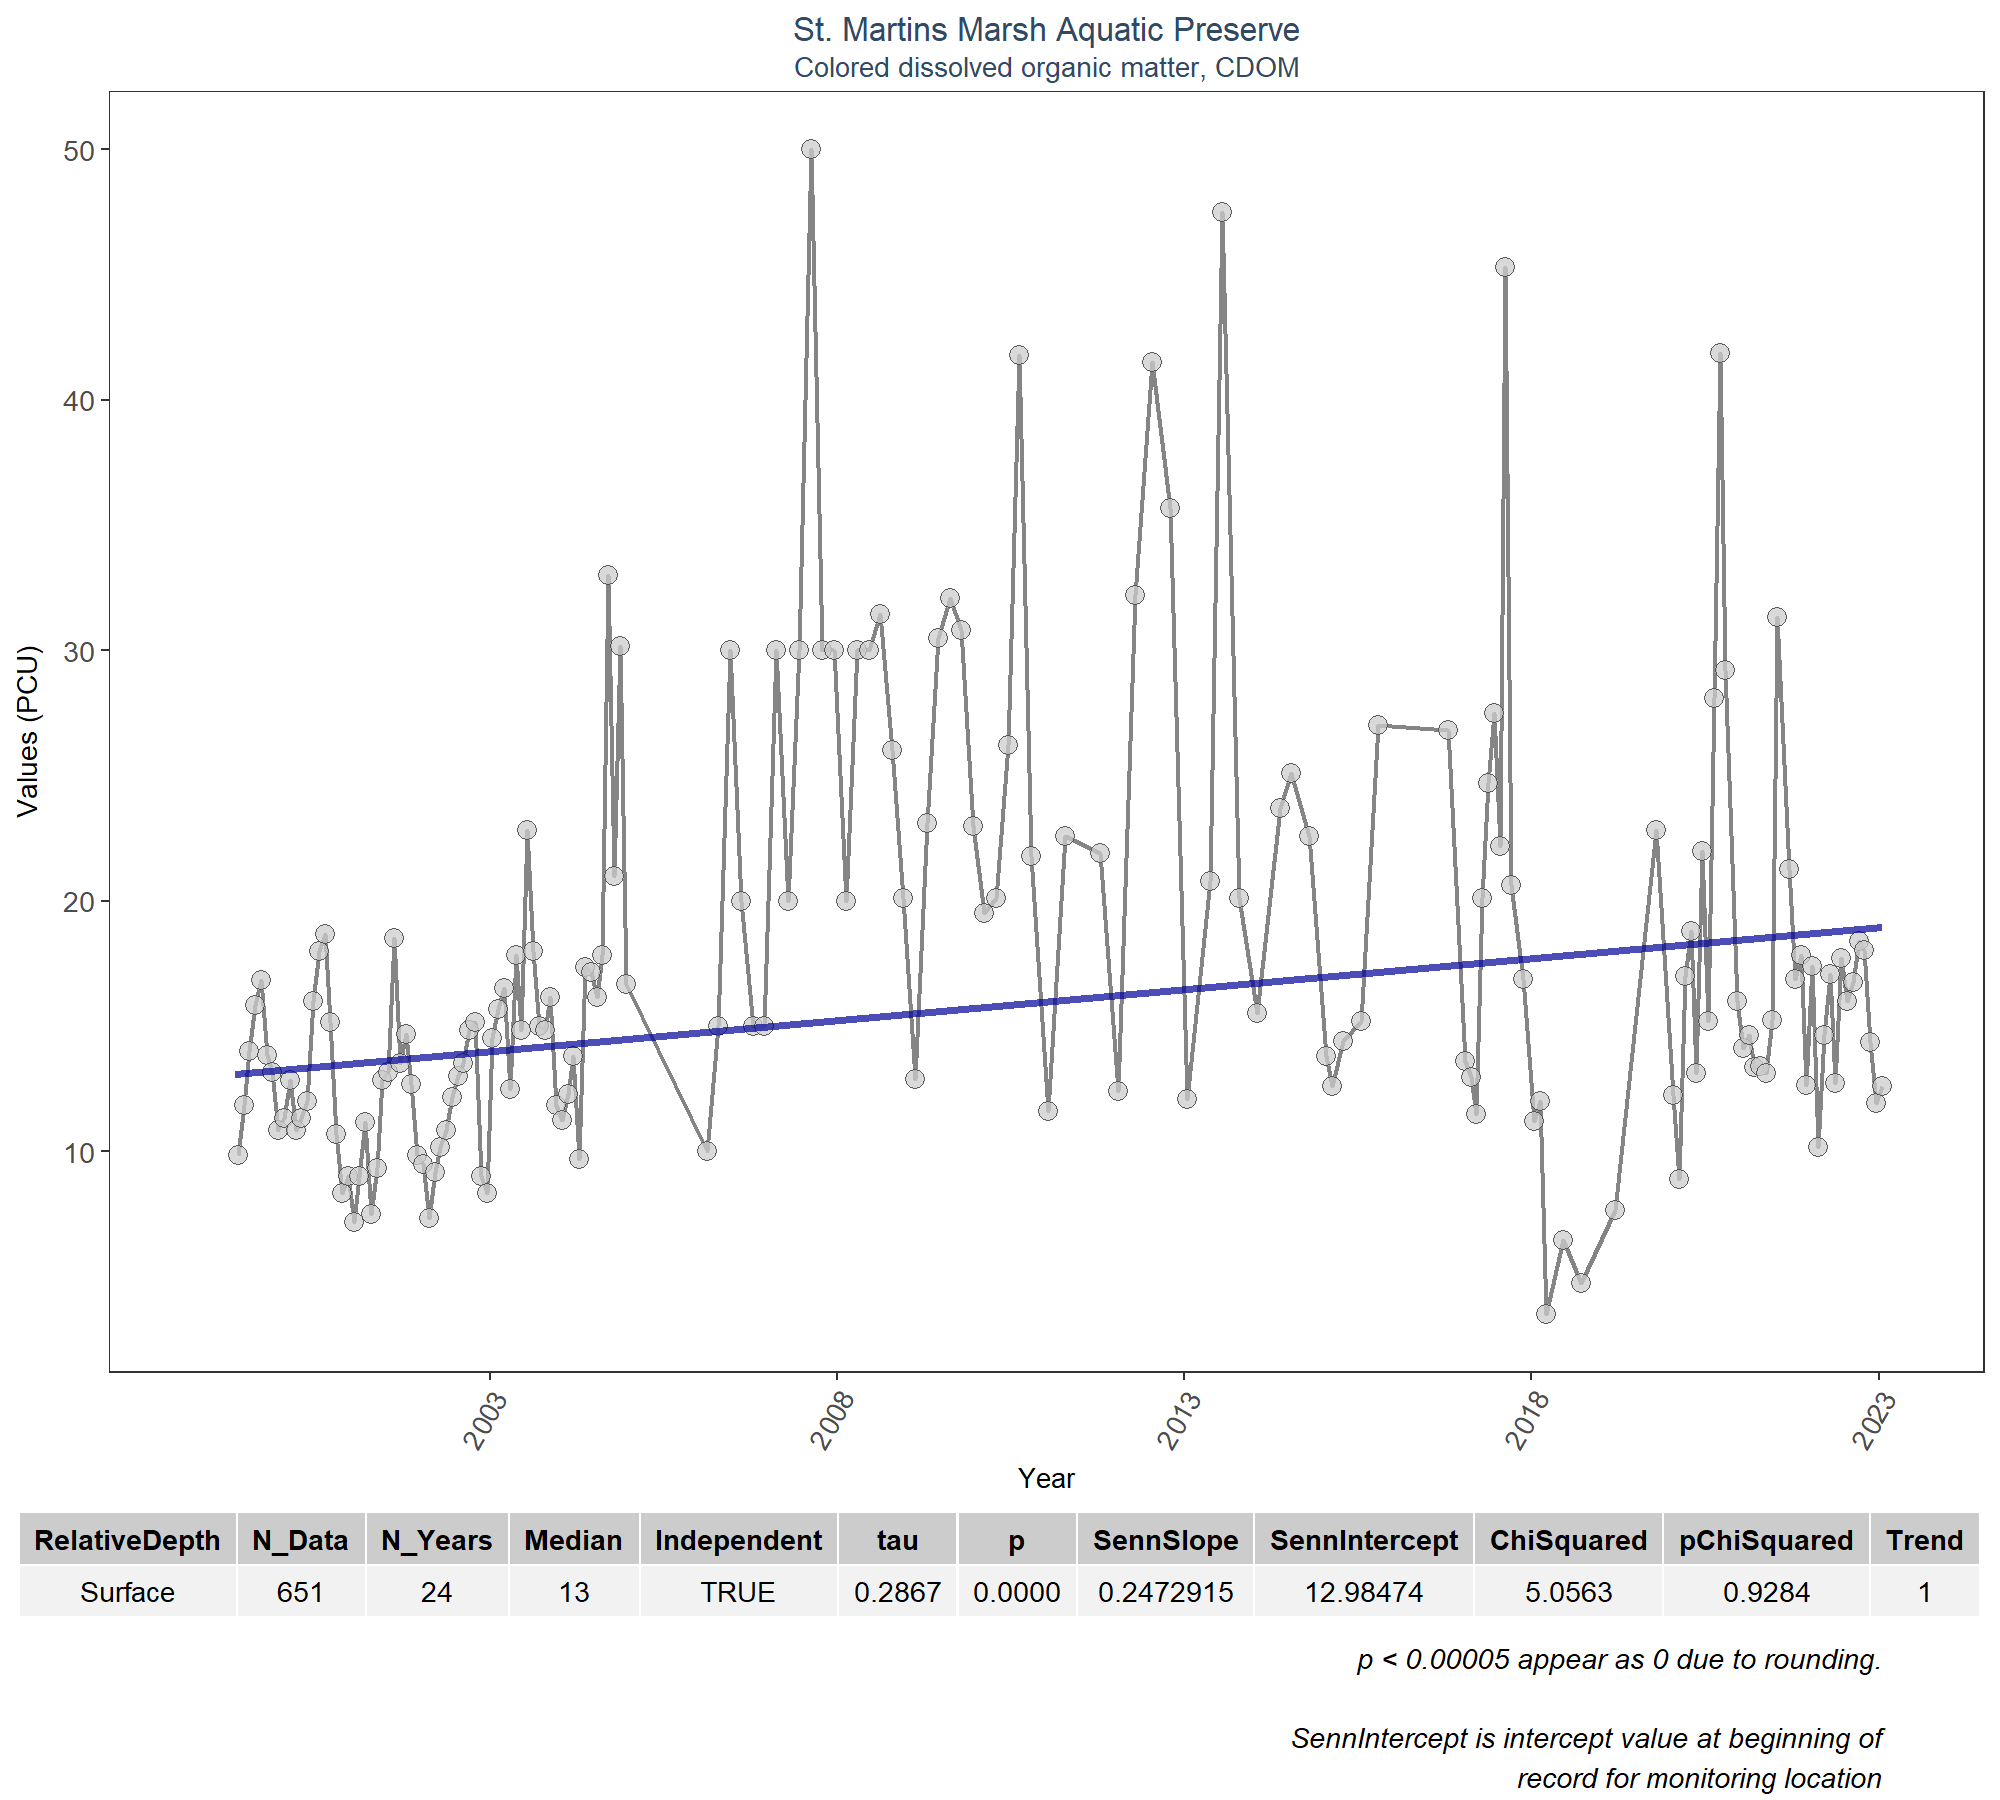 St. Martins Marsh Aquatic Preserve
Colored dissolved organic matter, CDOM
50
40
30
20
10
Values (PCU)
2003
2008
2013
2018
2023
Year
RelativeDepth N_Data N_Years Median Independent tau p SennSlope SennIntercept ChiSquared pChiSquared Trend
Surface 651 24 13 TRUE 0.2867 0.0000 0.2472915 12.98474 5.0563 0.9284 1
p < 0.00005 appear as 0 due to rounding.
SennIntercept is intercept value at beginning of
record for monitoring location